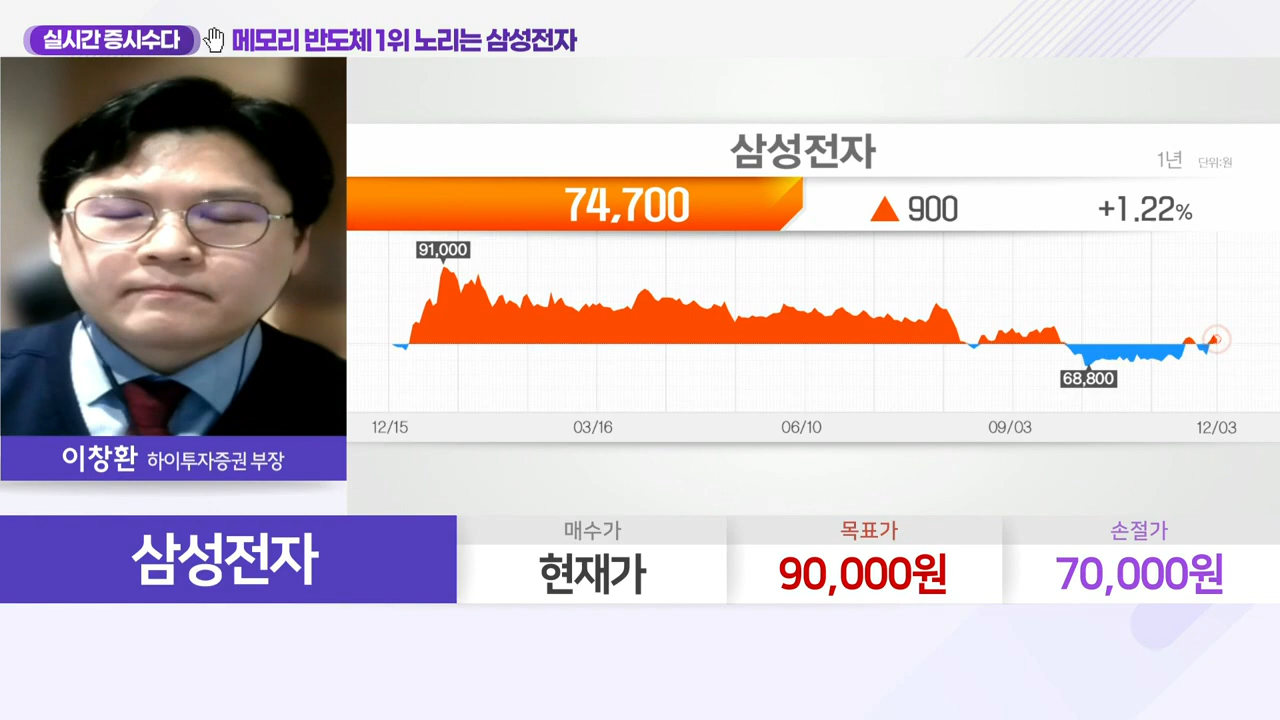 실시간 증시수다 메모리 반도체 1위 노리는 삼성전자
삼성전자
1년 단위:원
74,700 ▲ 900 +1.22%
91,000
68,800
12/15 03/16 06/10 09/03 12/03
이창환 하이투자증권 부장
삼성전자
매수가 목표가 손절가
현재가 90,000원 70,000원